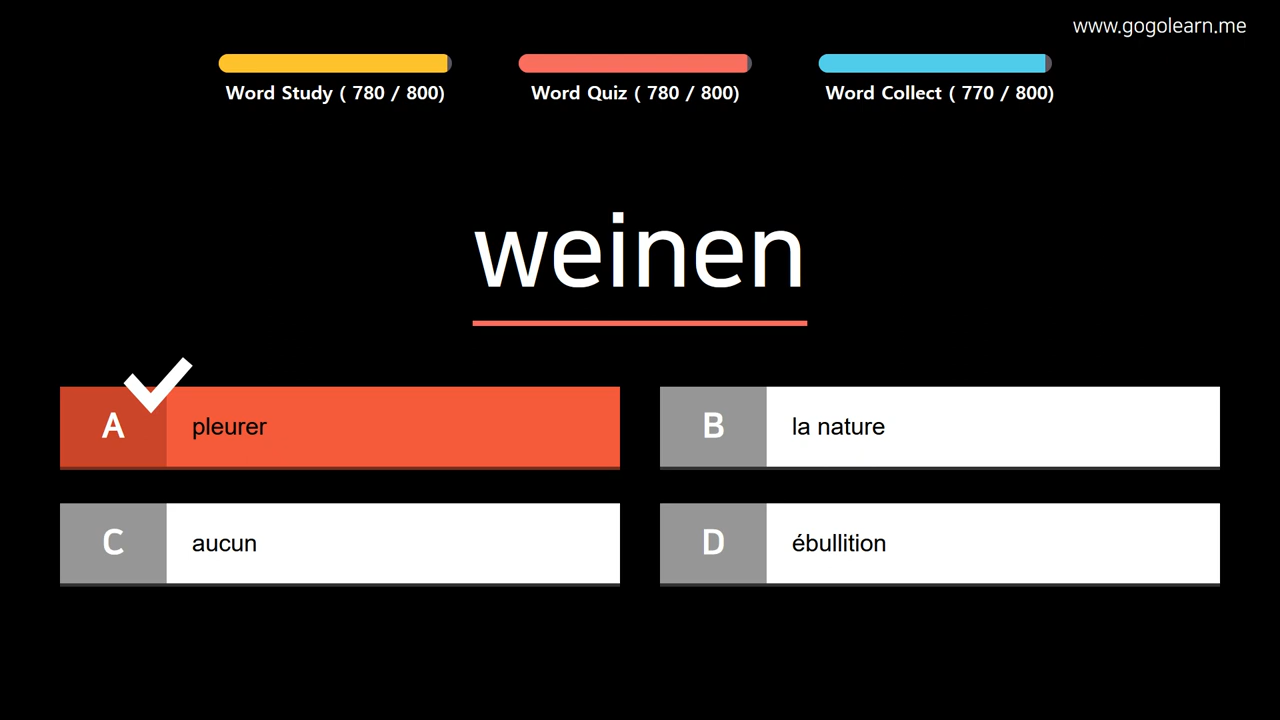 www.gogolearn.me
Word Study ( 780 / 800)
Word Quiz ( 780 / 800)
Word Collect ( 770 / 800)
weinen
A pleurer
B la nature
C aucun
D ébullition